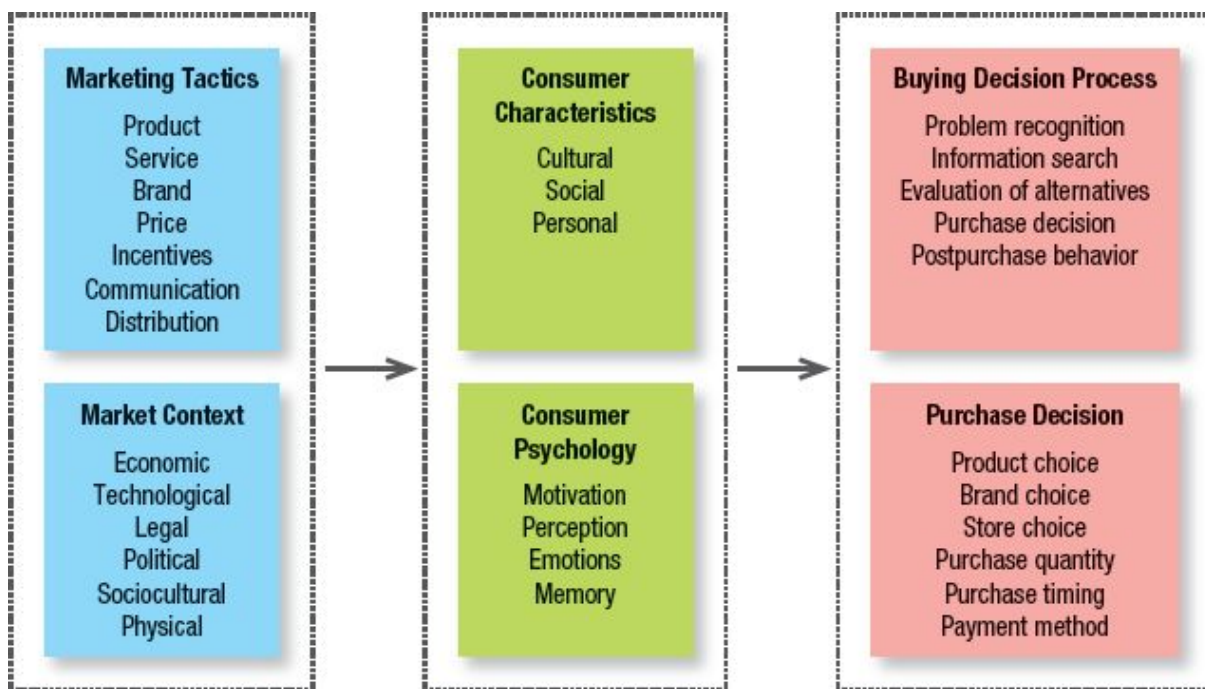 Marketing Tactics
Product
Service
Brand
Price
Incentives
Communication
Distribution
Market Context
Economic
Technological
Legal
Political
Sociocultural
Physical
Consumer
Characteristics
Cultural
Social
Personal
Consumer
Psychology
Motivation
Perception
Emotions
Memory
Buying Decision Process
Problem recognition
Information search
Evaluation of alternatives
Purchase decision
Postpurchase behavior
Purchase Decision
Product choice
Brand choice
Store choice
Purchase quantity
Purchase timing
Payment method